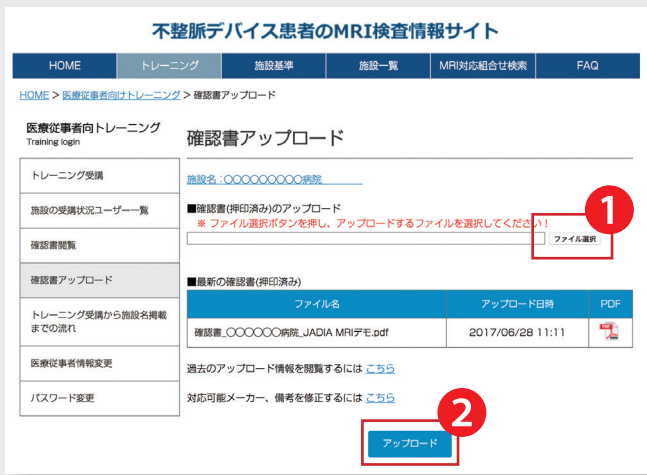 不整脈デバイス患者のMRI検査情報サイト
HOME トレーニング 施設基準 施設一覧 MRI対応組合せ検索 FAQ
HOME > 医療従事者向けトレーニング > 確認書アップロード
医療従事者向トレーニング
Training login
確認書アップロード
トレーニング受講
施設の受講状況ユーザー一覧
確認書閲覧
確認書アップロード
トレーニング受講から施設名掲載
までの流れ
医療従事者情報変更
パスワード変更
施設名:〇〇〇〇〇〇〇〇〇病院
■確認書(押印済み)のアップロード
※ ファイル選択ボタンを押し、アップロードするファイルを選択してください!
ファイル選択
1
■最新の確認書(押印済み)
ファイル名 アップロード日時 PDF
確認書_〇〇〇〇〇〇病院_JADIA MRIデモ.pdf 2017/06/28 11:11 PDF
過去のアップロード情報を閲覧するには こちら
対応可能メーカー、備考を修正するには こちら
2
アップロード